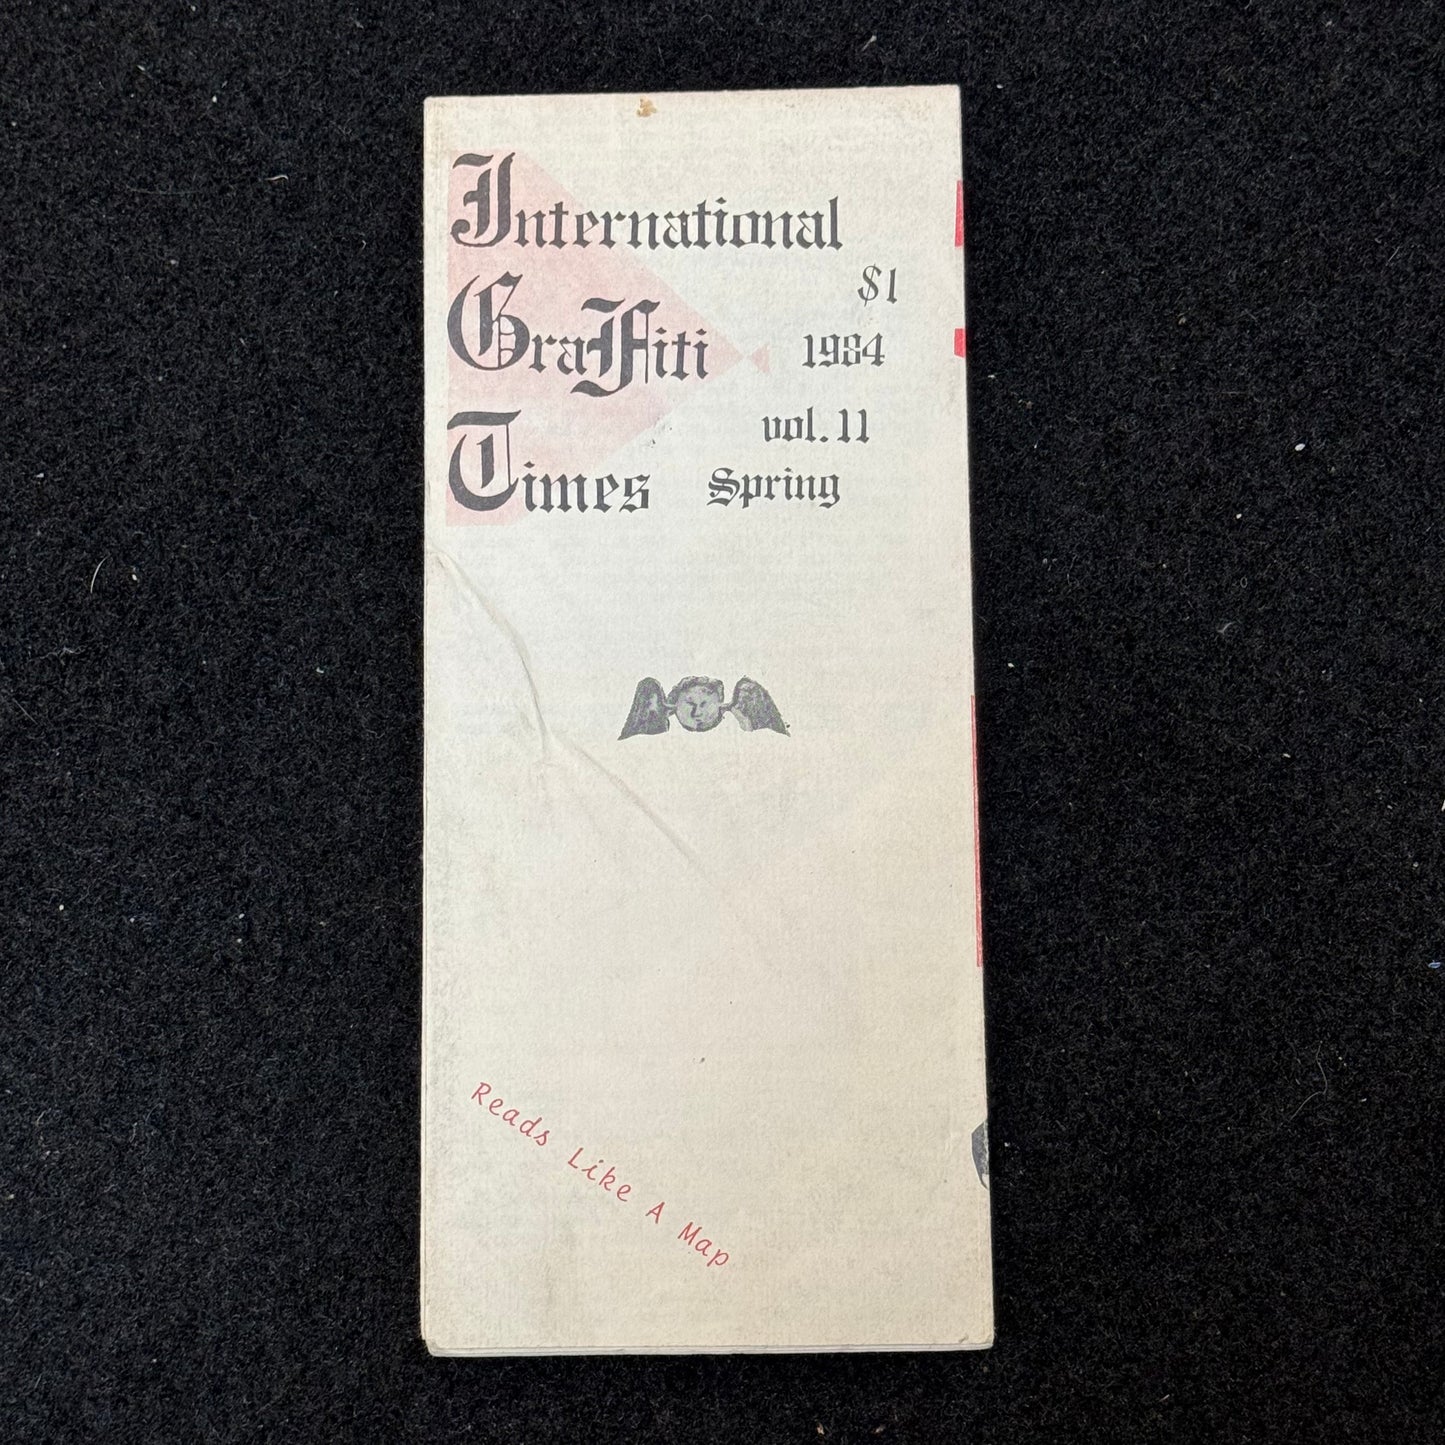 International
$1
GraFfiti 1984
vol. 11
Times Spring
Reads Like A Map